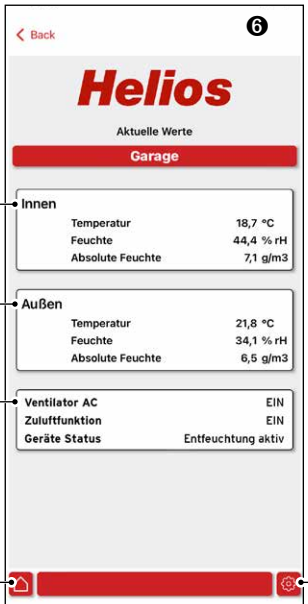 Back
❻
Helios
Aktuelle Werte
Garage
Innen
Temperatur 18,7 °C
Feuchte 44,4 % rH
Absolute Feuchte 7,1 g/m3
Außen
Temperatur 21,8 °C
Feuchte 34,1 % rH
Absolute Feuchte 6,5 g/m3
Ventilator AC EIN
Zuluftfunktion EIN
Geräte Status Entfeuchtung aktiv